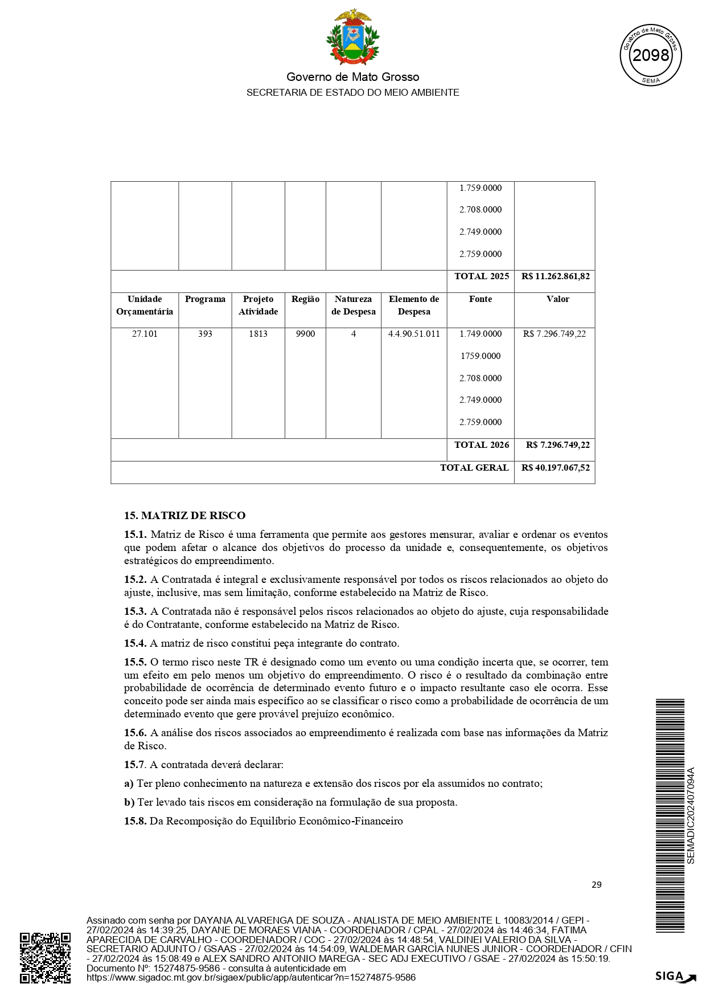 Governo de Mato Grosso
SECRETARIA DE ESTADO DO MEIO AMBIENTE
Governo de Mato Grosso
2098
SEMA
1.759.0000
2.708.0000
2.749.0000
2.759.0000
TOTAL 2025 R$ 11.262.861,82
Unidade Orçamentária Programa Projeto Atividade Região Natureza de Despesa Elemento de Despesa Fonte Valor
27.101 393 1813 9900 4 4.4.90.51.011 1.749.0000 R$ 7.296.749,22
1759.0000
2.708.0000
2.749.0000
2.759.0000
TOTAL 2026 R$ 7.296.749,22
TOTAL GERAL R$ 40.197.067,52
15. MATRIZ DE RISCO
15.1. Matriz de Risco é uma ferramenta que permite aos gestores mensurar, avaliar e ordenar os eventos
que podem afetar o alcance dos objetivos do processo da unidade e, consequentemente, os objetivos
estratégicos do empreendimento.
15.2. A Contratada é integral e exclusivamente responsável por todos os riscos relacionados ao objeto do
ajuste, inclusive, mas sem limitação, conforme estabelecido na Matriz de Risco.
15.3. A Contratada não é responsável pelos riscos relacionados ao objeto do ajuste, cuja responsabilidade
é do Contratante, conforme estabelecido na Matriz de Risco.
15.4. A matriz de risco constitui peça integrante do contrato.
15.5. O termo risco neste TR é designado como um evento ou uma condição incerta que, se ocorrer, tem
um efeito em pelo menos um objetivo do empreendimento. O risco é o resultado da combinação entre
probabilidade de ocorrência de determinado evento futuro e o impacto resultante caso ele ocorra. Esse
conceito pode ser ainda mais específico ao se classificar o risco como a probabilidade de ocorrência de um
determinado evento que gere provável prejuízo econômico.
15.6. A análise dos riscos associados ao empreendimento é realizada com base nas informações da Matriz
de Risco.
15.7. A contratada deverá declarar:
a) Ter pleno conhecimento na natureza e extensão dos riscos por ela assumidos no contrato;
b) Ter levado tais riscos em consideração na formulação de sua proposta.
15.8. Da Recomposição do Equilíbrio Econômico-Financeiro
29
SEMADIC202407094A
Assinado com senha por DAYANA ALVARENGA DE SOUZA - ANALISTA DE MEIO AMBIENTE L 10083/2014 / GEPI -
27/02/2024 às 14:39:25, DAYANE DE MORAES VIANA - COORDENADOR / CPAL - 27/02/2024 às 14:46:34, FATIMA
APARECIDA DE CARVALHO - COORDENADOR / COC - 27/02/2024 às 14:48:54, VALDINEI VALERIO DA SILVA -
SECRETARIO ADJUNTO / GSAAS - 27/02/2024 às 14:54:09, WALDEMAR GARCIA NUNES JUNIOR - COORDENADOR / CFIN
- 27/02/2024 às 15:08:49 e ALEX SANDRO ANTONIO MAREGA - SEC ADJ EXECUTIVO / GSAE - 27/02/2024 às 15:50:19.
Documento Nº: 15274875-9586 - consulta à autenticidade em
https://www.sigadoc.mt.gov.br/sigaex/public/app/autenticar?n=15274875-9586
SIGA